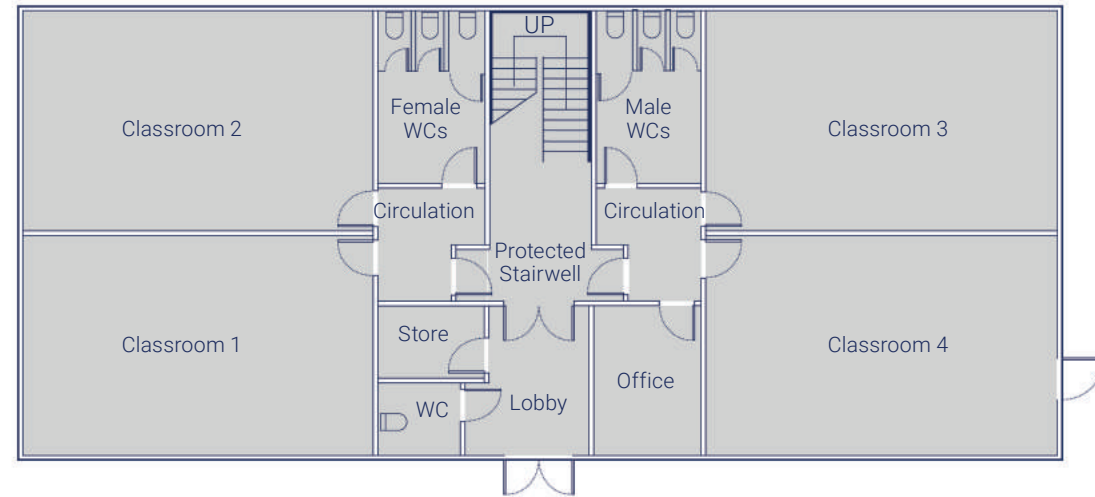 UP
Female
WCs
Male
WCs
Classroom 2
Classroom 3
Circulation
Circulation
Protected
Stairwell
Classroom 1
Store
Classroom 4
Office
WC
Lobby